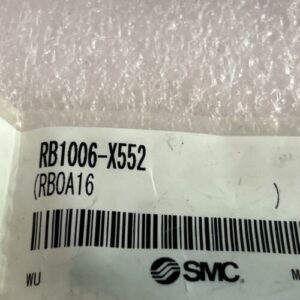 RB1006-X552
(RBOA16 )
WU SMC. M